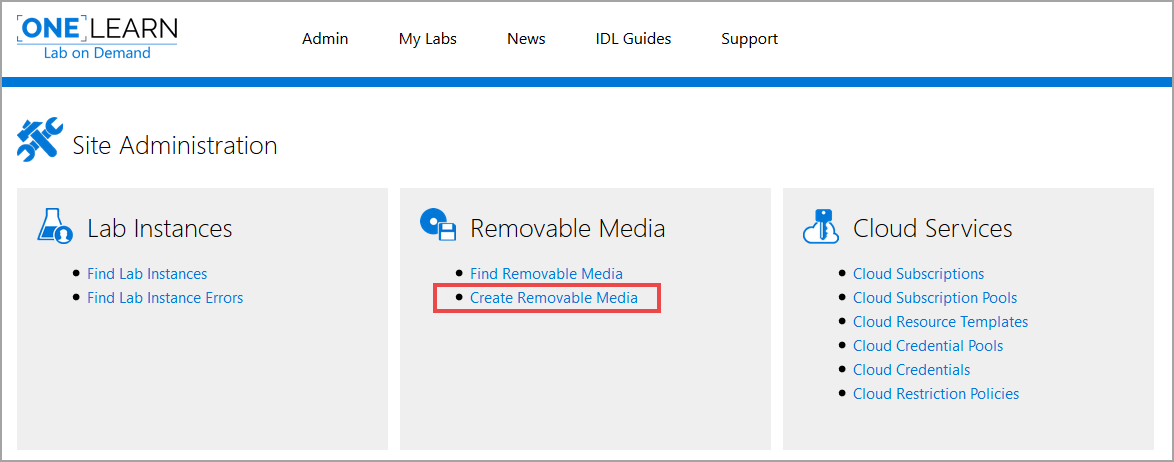 ONE LEARN
Lab on Demand
Admin My Labs News IDL Guides Support
Site Administration
Lab Instances
Find Lab Instances
Find Lab Instance Errors
Removable Media
Find Removable Media
Create Removable Media
Cloud Services
Cloud Subscriptions
Cloud Subscription Pools
Cloud Resource Templates
Cloud Credential Pools
Cloud Credentials
Cloud Restriction Policies